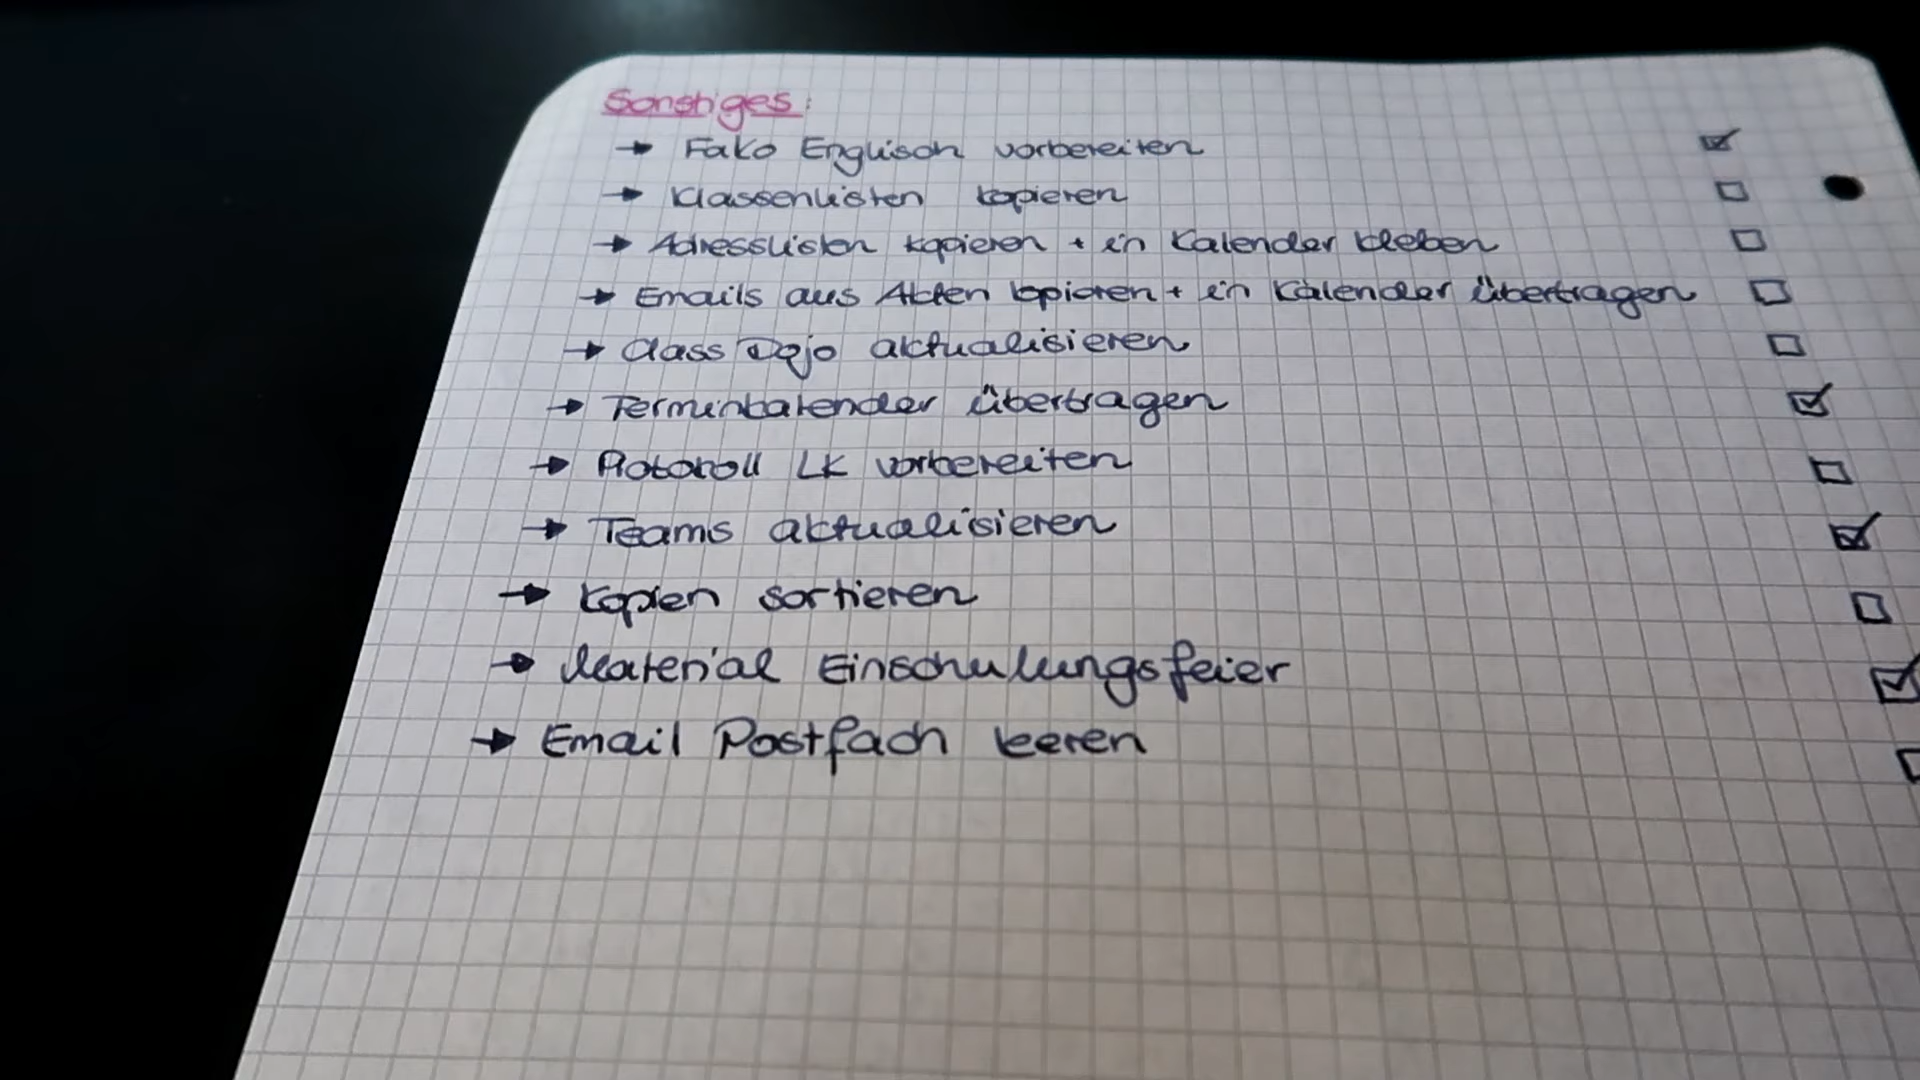 Sonstiges:
→ Fako Englisch vorbereiten ☑
→ Klassenlisten kopieren ☐
→ Adresslisten kopieren + in Kalender kleben ☐
→ Emails aus Akten kopieren + in Kalender übertragen ☐
→ Class Dojo aktualisieren ☐
→ Terminkalender übertragen ☑
→ Protokoll LK vorbereiten ☐
→ Teams aktualisieren ☑
→ Kopien sortieren ☐
→ Material Einschulungsfeier ☑
→ Email Postfach leeren ☐